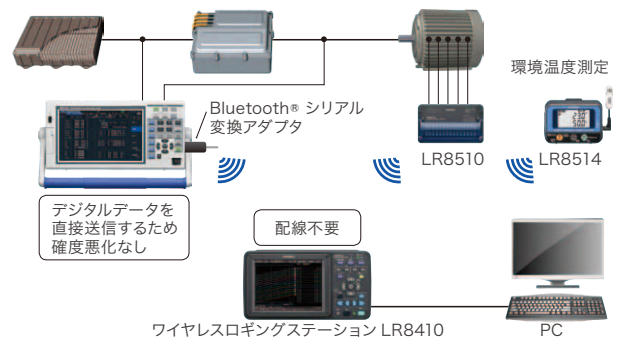 環境温度測定
Bluetooth® シリアル
変換アダプタ
LR8510
LR8514
デジタルデータを
直接送信するため
確度悪化なし
配線不要
ワイヤレスロギングステーション LR8410
PC